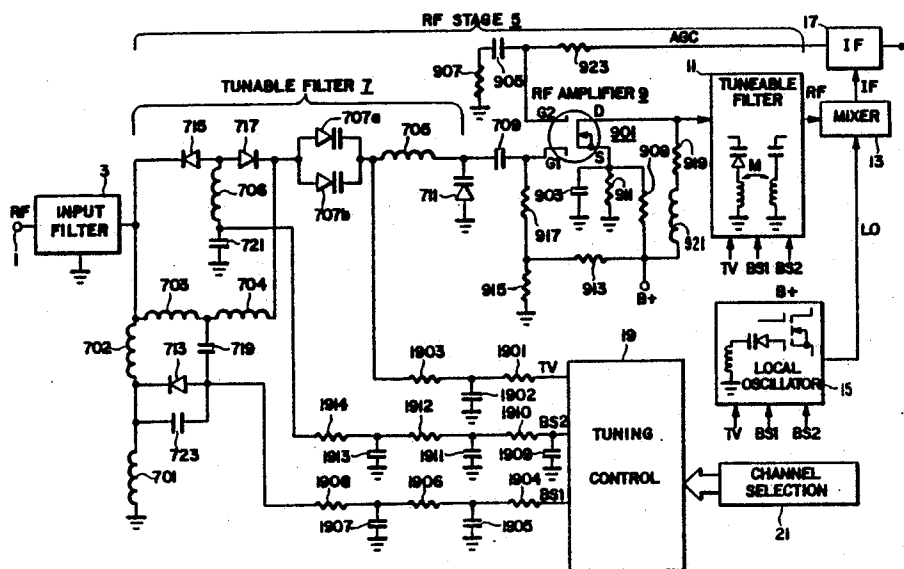 RF STAGE 5
17
AGC
IF
907
905
923
11
TUNABLE FILTER 7
RF AMPLIFIER 9
TUNEABLE FILTER
RF
IF
MIXER
13
715
717
707a
705
709
G2
D
901
S
G1
909
919
M
3
706
707b
711
903
911
RF
INPUT FILTER
1
721
917
921
LO
TV
BS1
BS2
703
704
915
913
B+
B+
702
713
719
19
1903
1901
TV
LOCAL OSCILLATOR
15
1902
1914
1912
1910
BS2
TUNING CONTROL
TV
BS1
BS2
723
1913
1911
1909
701
1908
1906
1904
BS1
CHANNEL SELECTION
1907
1905
21